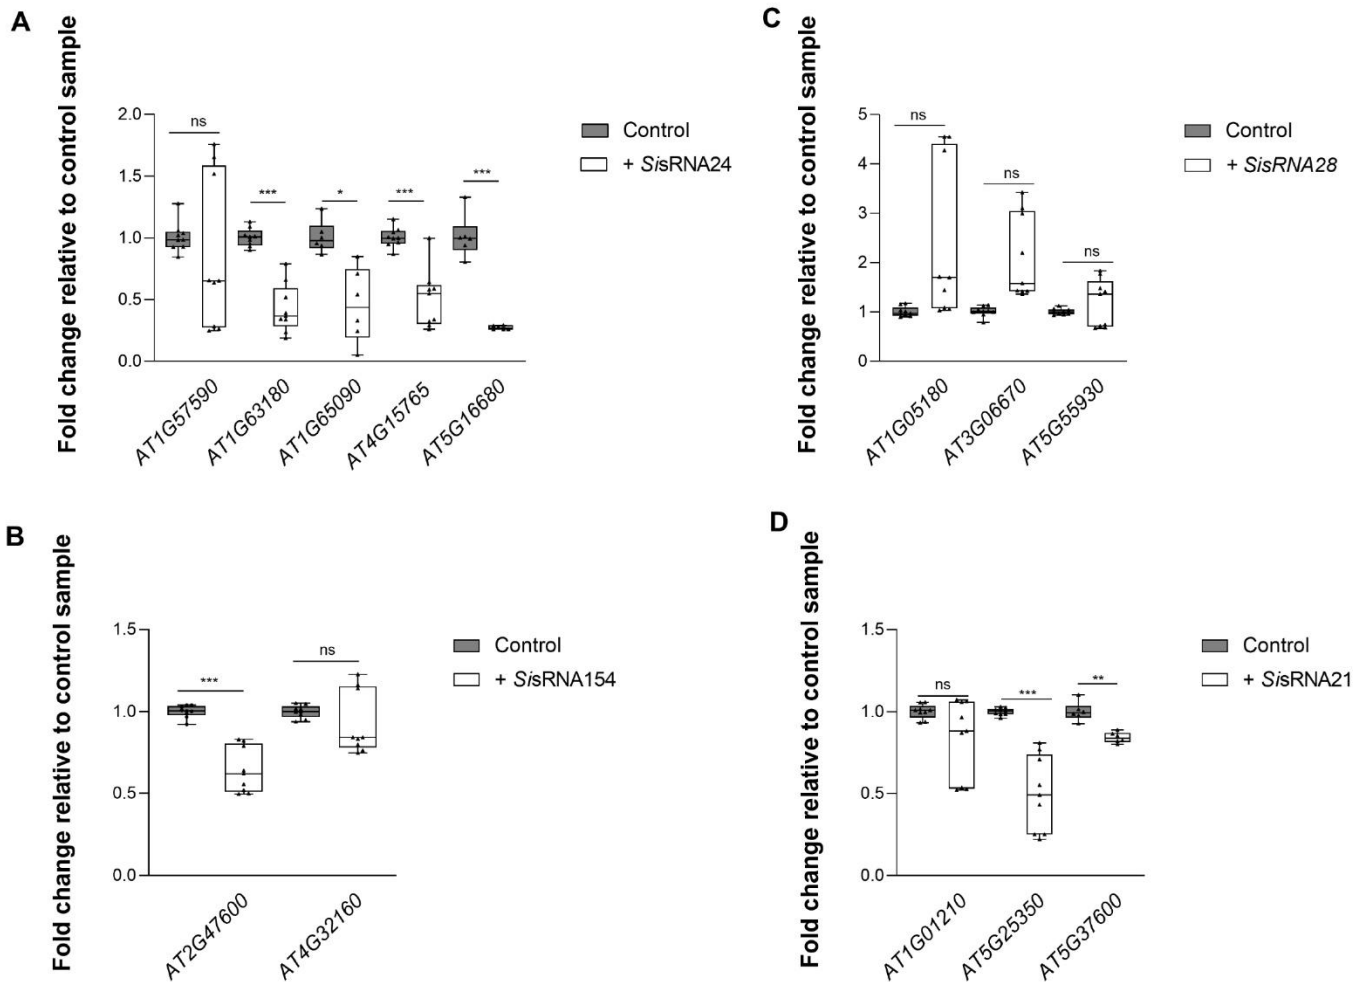 A
Fold change relative to control sample
2.0
1.5
1.0
0.5
0.0
ns
***
*
***
***
AT1G57590
AT1G63180
AT1G65090
AT4G15765
AT5G16680
Control
+ SisRNA24
C
Fold change relative to control sample
5
4
3
2
1
0
ns
ns
ns
AT1G05180
AT3G06670
AT5G55930
Control
+ SisRNA28
B
Fold change relative to control sample
1.5
1.0
0.5
0.0
***
ns
AT2G47600
AT4G32160
Control
+ SisRNA154
D
Fold change relative to control sample
1.5
1.0
0.5
0.0
ns
***
**
AT1G01210
AT5G25350
AT5G37600
Control
+ SisRNA21